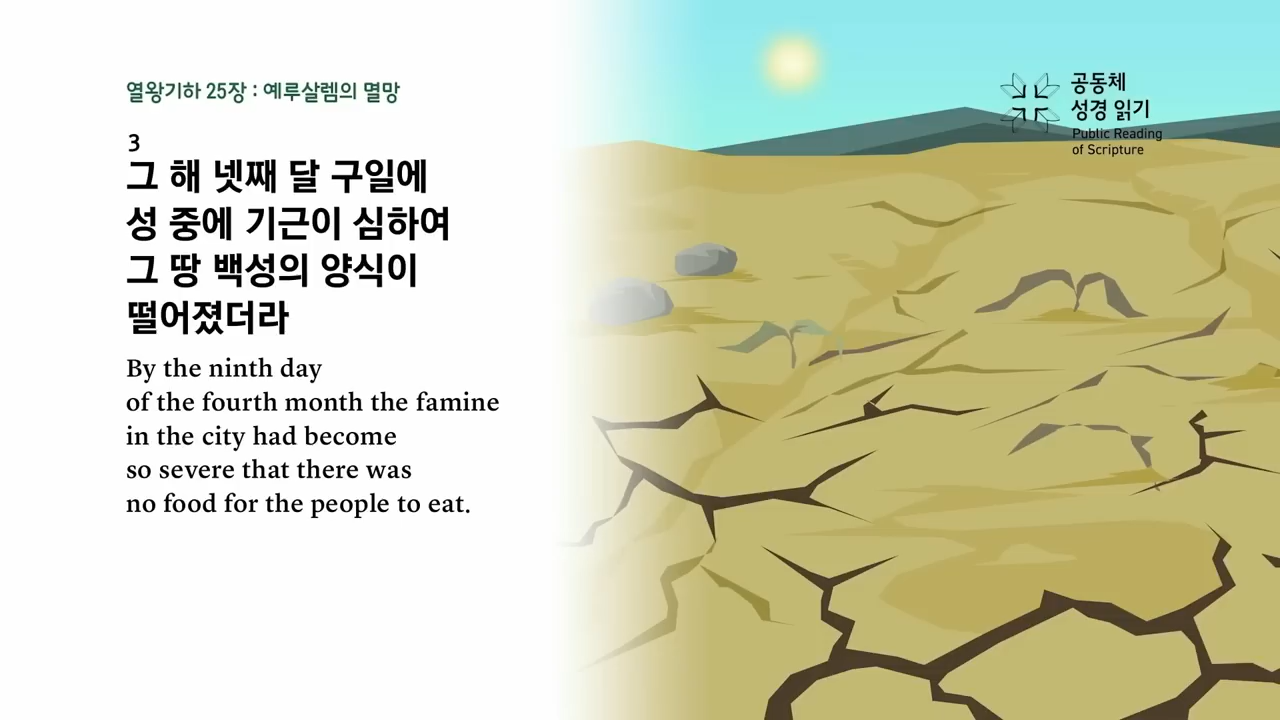 열왕기하 25장 : 예루살렘의 멸망
3
그 해 넷째 달 구일에
성 중에 기근이 심하여
그 땅 백성의 양식이
떨어졌더라
By the ninth day
of the fourth month the famine
in the city had become
so severe that there was
no food for the people to eat.
공동체
성경 읽기
Public Reading
of Scripture